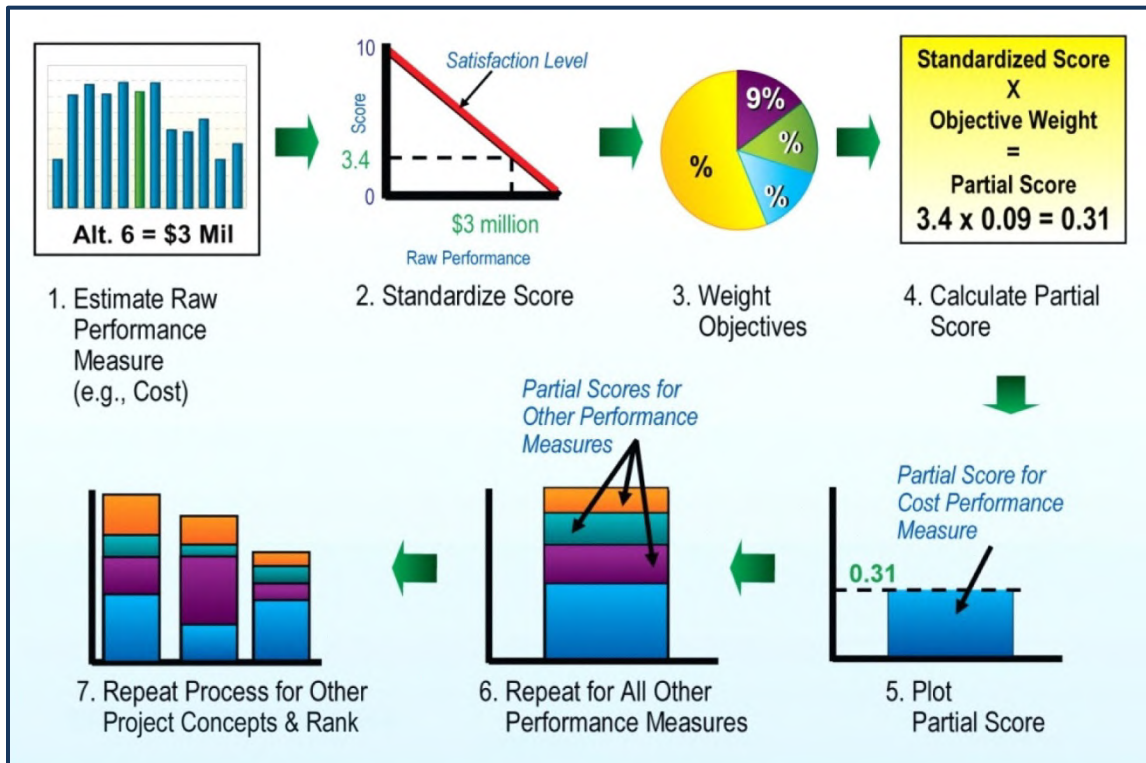 Alt. 6 = $3 Mil
1. Estimate Raw
Performance
Measure
(e.g., Cost)
10
Score
3.4
0
Satisfaction Level
$3 million
Raw Performance
2. Standardize Score
9%
%
%
%
3. Weight
Objectives
Standardized Score
X
Objective Weight
=
Partial Score
3.4 x 0.09 = 0.31
4. Calculate Partial
Score
Partial Score for
Cost Performance
Measure
0.31
5. Plot
Partial Score
Partial Scores for
Other Performance
Measures
6. Repeat for All Other
Performance Measures
7. Repeat Process for Other
Project Concepts & Rank